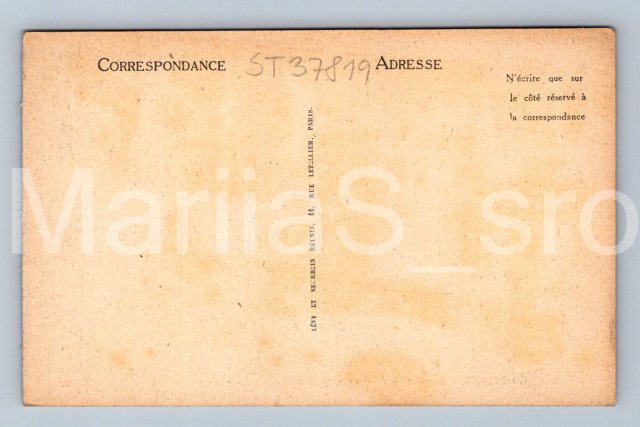 CORRESPONDANCE
ST37819
ADRESSE
N'écrire que sur
le côté réservé à
la correspondance
LÉVY ET NEURDEIN RÉUNIS, 44, RUE LETELLIER, PARIS.
MariiaS_sro